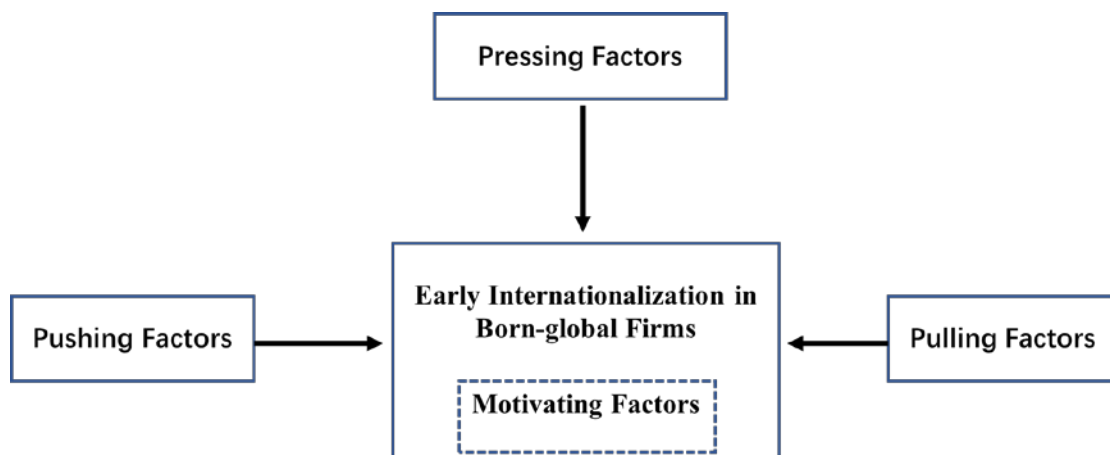 Pressing Factors
Early Internationalization in
Born-global Firms
Pushing Factors
Pulling Factors
Motivating Factors